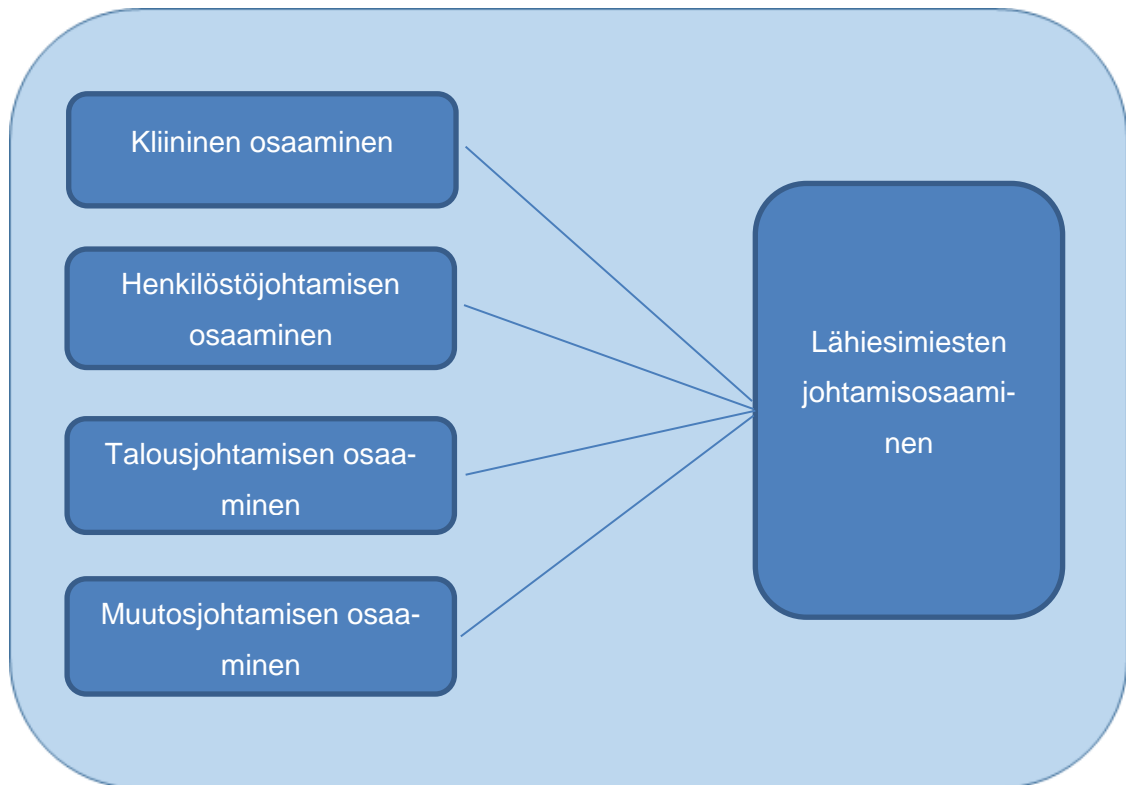 Kliininen osaaminen
Henkilöstöjohtamisen
osaaminen
Talousjohtamisen osaa-
minen
Muutosjohtamisen osaa-
minen
Lähiesimiesten
johtamisosaami-
nen